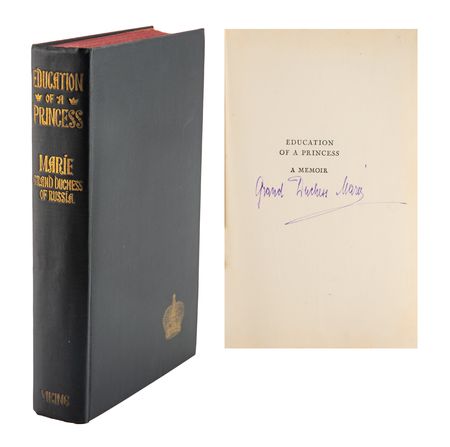 EDUCATION
OF A
PRINCESS
MARIE
GRAND DUCHESS
OF RUSSIA
VIKING
EDUCATION
OF A PRINCESS
A MEMOIR
Grand Duchess Marie